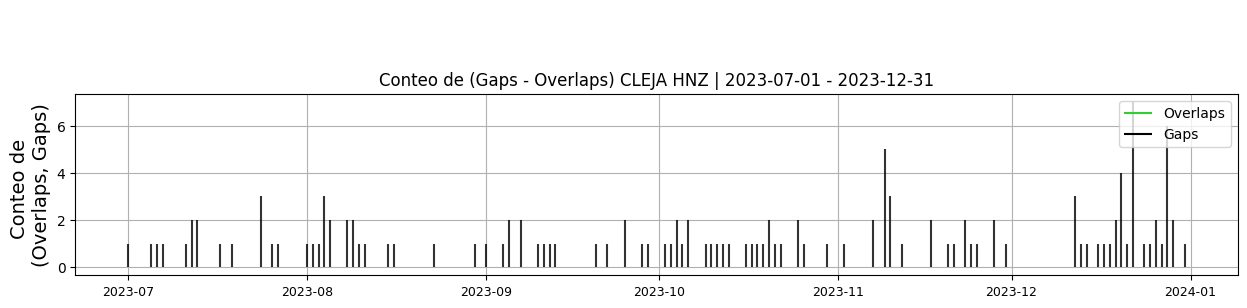 Conteo de (Gaps - Overlaps) CLEJA HNZ | 2023-07-01 - 2023-12-31
Conteo de
(Overlaps, Gaps)
6
4
2
0
Overlaps
Gaps
2023-07 2023-08 2023-09 2023-10 2023-11 2023-12 2024-01